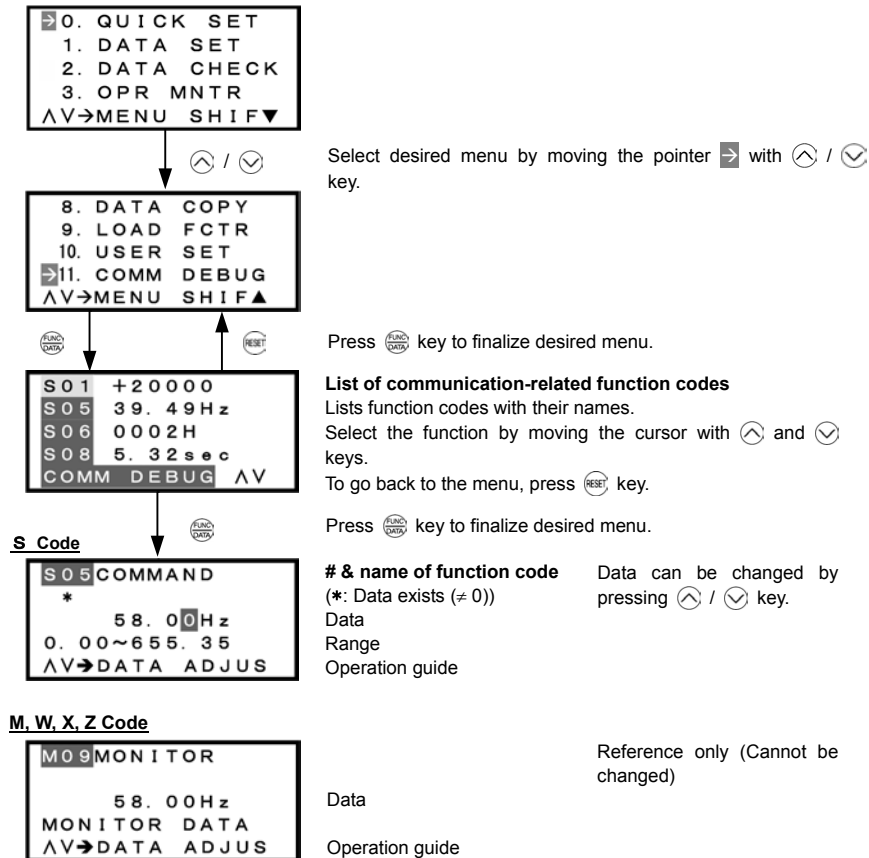 →0. QUICK SET
1. DATA SET
2. DATA CHECK
3. OPR MNTR
∧∨→MENU SHIF▼
/
Select desired menu by moving the pointer → with ∧ / ∨
key.
8. DATA COPY
9. LOAD FCTR
10. USER SET
→11. COMM DEBUG
∧∨→MENU SHIF▲
FUNC
DATA
RESET
Press FUNC DATA key to finalize desired menu.
S01 +20000
S05 39.49Hz
S06 0002H
S08 5.32sec
COMM DEBUG ∧∨
List of communication-related function codes
Lists function codes with their names.
Select the function by moving the cursor with ∧ and ∨
keys.
To go back to the menu, press RESET key.
FUNC
DATA
Press FUNC DATA key to finalize desired menu.
S Code
S05COMMAND
*
58.00Hz
0.00~655.35
∧∨→DATA ADJUS
# & name of function code
(*: Data exists (≠ 0))
Data
Range
Operation guide
Data can be changed by
pressing ∧ / ∨ key.
M, W, X, Z Code
M09MONITOR
58.00Hz
MONITOR DATA
∧∨→DATA ADJUS
Data
Operation guide
Reference only (Cannot be
changed)